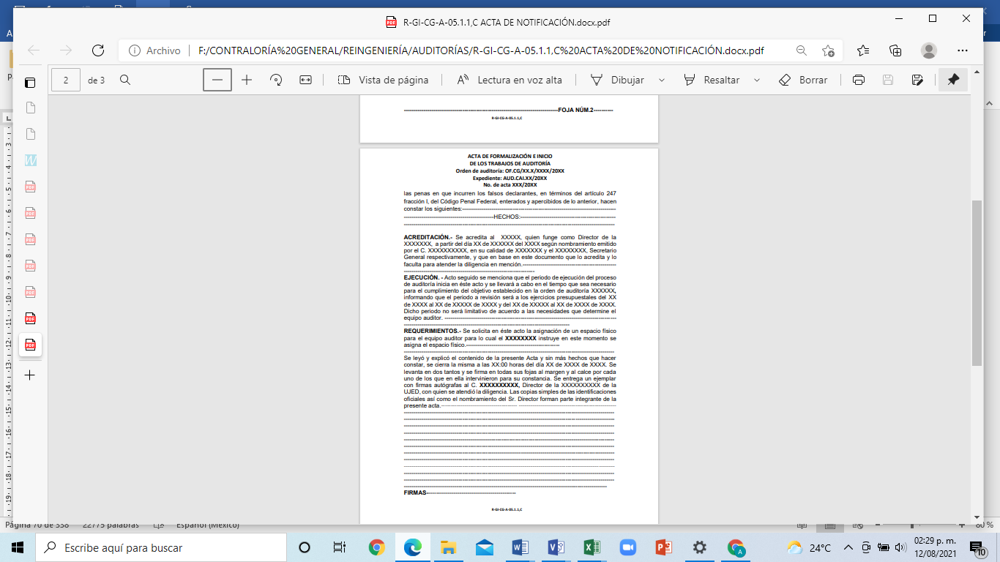 R-GI-CG-A-05.1.1,C ACTA DE NOTIFICACIÓN.docx.pdf
Archivo F:/CONTRALORÍA%20GENERAL/REINGENIERÍA/AUDITORÍAS/R-GI-CG-A-05.1.1,C%20ACTA%20DE%20NOTIFICACIÓN.docx.pdf
2 de 3 Vista de página Lectura en voz alta Dibujar Resaltar Borrar
--------------------FOJA NÚM.2----------
R-GI-CG-A-05.1.1,C
ACTA DE FORMALIZACIÓN E INICIO
DE LOS TRABAJOS DE AUDITORÍA
Orden de auditoría: OF.CG/XX.X/XXXX/20XX
Expediente: AUD.CAI.XX/20XX
No. de acta XXX/20XX
las penas en que incurren los falsos declarantes, en términos del artículo 247
fracción I, del Código Penal Federal, enterados y apercibidos de lo anterior, hacen
constar los siguientes:--------------------
--------------------HECHOS:--------------------
ACREDITACIÓN.- Se acredita al XXXXX, quien funge como Director de la
XXXXXXX, a partir del día XX de XXXXXX del XXXX según nombramiento emitido
por el C. XXXXXXXXXX, en su calidad de XXXXXXX y el XXXXXXXX, Secretario
General respectivamente, y que en base en este documento que lo acredita y lo
faculta para atender la diligencia en mención.--------------------
EJECUCIÓN. - Acto seguido se menciona que el periodo de ejecución del proceso
de auditoría inicia en éste acto y se llevará a cabo en el tiempo que sea necesario
para el cumplimiento del objetivo establecido en la orden de auditoría XXXXXX,
informando que el periodo a revisión será a los ejercicios presupuestales del XX
de XXXX al XX de XXXXX de XXXX y del XX de XXXXX al XX de XXXX de XXXX.
Dicho periodo no será limitativo de acuerdo a las necesidades que determine el
equipo auditor. --------------------
REQUERIMIENTOS.- Se solicita en éste acto la asignación de un espacio físico
para el equipo auditor para lo cual el XXXXXXXX instruye en este momento se
asigna el espacio físico.--------------------
Se leyó y explicó el contenido de la presente Acta y sin más hechos que hacer
constar, se cierra la misma a las XX:00 horas del día XX de XXXX de XXXX. Se
levanta en dos tantos y se firma en todas sus fojas al margen y al calce por cada
uno de los que en ella intervinieron para su constancia. Se entrega un ejemplar
con firmas autógrafas al C. XXXXXXXXXX, Director de la XXXXXXXXXX de la
UJED, con quien se atendió la diligencia. Las copias simples de las identificaciones
oficiales así como el nombramiento del Sr. Director forman parte integrante de la
presente acta.--------------------
FIRMAS--------------------
R-GI-CG-A-05.1.1,C
Página 70 de 338 22775 palabras Español (México) 80 %
Escribe aquí para buscar 24°C 02:29 p. m.
12/08/2021
10